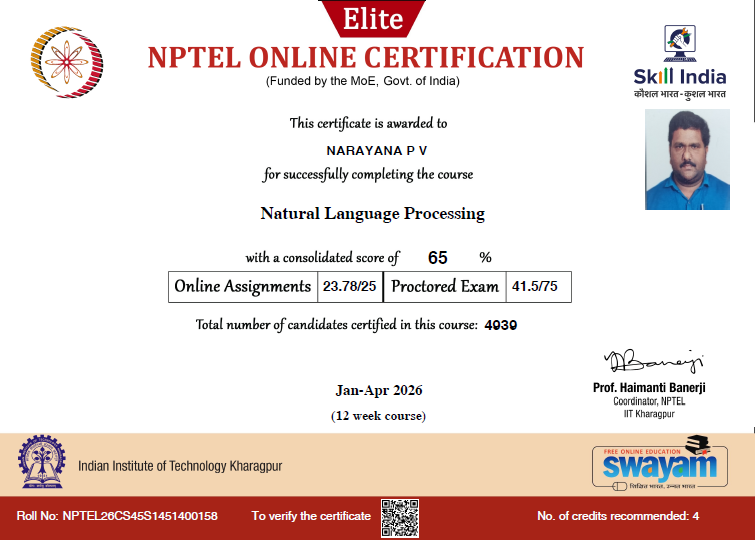 Elite
NPTEL ONLINE CERTIFICATION
(Funded by the MoE, Govt. of India)
Skill India
कौशल भारत - कुशल भारत
This certificate is awarded to
NARAYANA P V
for successfully completing the course
Natural Language Processing
with a consolidated score of 65 %
Online Assignments 23.78/25 Proctored Exam 41.5/75
Total number of candidates certified in this course: 4939
Jan-Apr 2026
(12 week course)
Prof. Haimanti Banerji
Coordinator, NPTEL
IIT Kharagpur
Indian Institute of Technology Kharagpur
FREE ONLINE EDUCATION
swayam
शिक्षित भारत, उन्नत भारत
Roll No: NPTEL26CS45S1451400158 To verify the certificate No. of credits recommended: 4